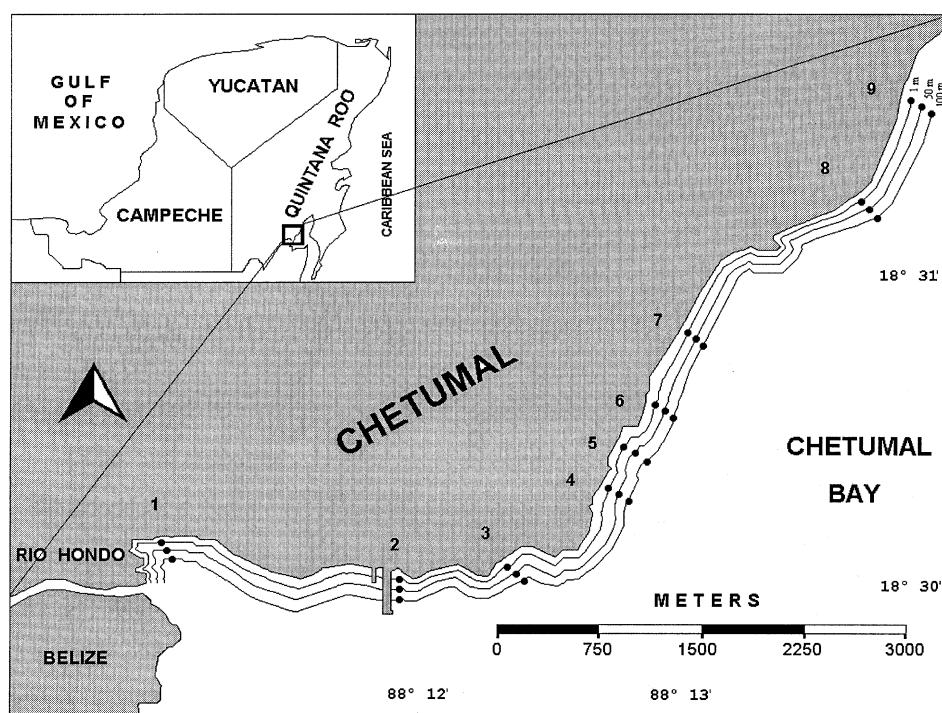 GULF
OF
MEXICO
YUCATAN
QUINTANA ROO
CARIBBEAN SEA
CAMPECHE
9
1 m
50 m
100 m
8
18° 31'
7
CHETUMAL
6
5
4
CHETUMAL
BAY
1
2
3
RIO HONDO
18° 30'
METERS
0 750 1500 2250 3000
BELIZE
88° 12' 88° 13'